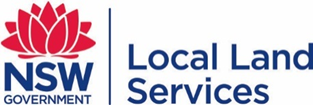 NSW
GOVERNMENT
Local Land
Services